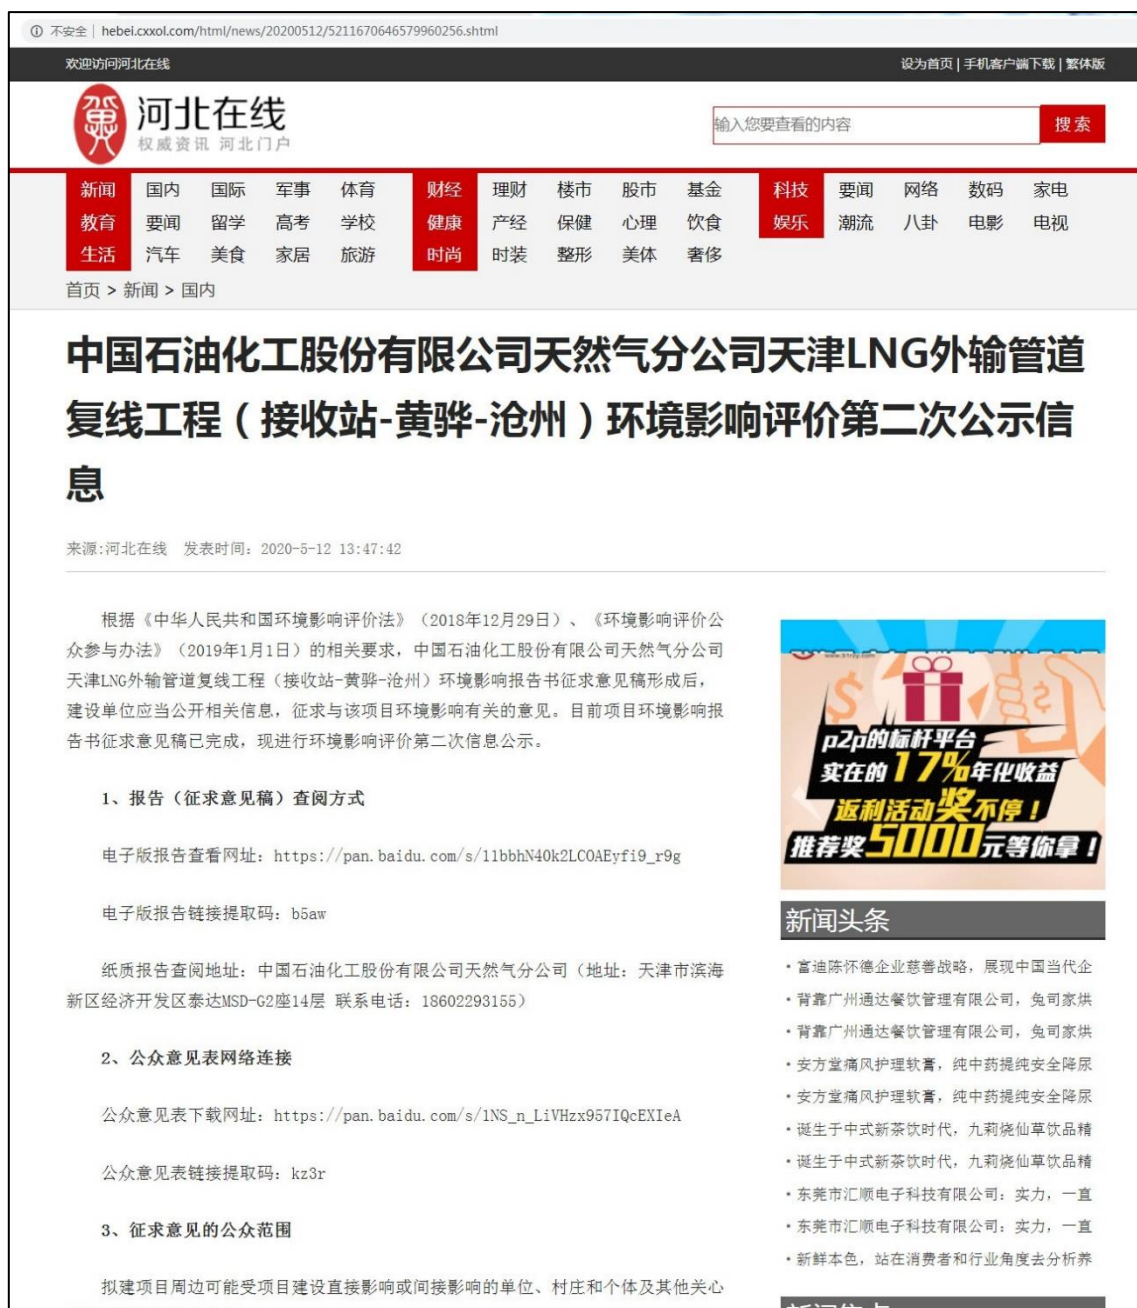 不安全 | hebei.cxxol.com/html/news/20200512/5211670646579960256.shtml
欢迎访问河北在线
设为首页 | 手机客户端下载 | 繁体版
冀
河北在线
权威资讯 河北门户
输入您要查看的内容
搜索
新闻 国内 国际 军事 体育 财经 理财 楼市 股市 基金 科技 要闻 网络 数码 家电
教育 要闻 留学 高考 学校 健康 产经 保健 心理 饮食 娱乐 潮流 八卦 电影 电视
生活 汽车 美食 家居 旅游 时尚 时装 整形 美体 奢侈
首页 > 新闻 > 国内
中国石油化工股份有限公司天然气分公司天津LNG外输管道
复线工程（接收站-黄骅-沧州）环境影响评价第二次公示信
息
来源:河北在线 发表时间：2020-5-12 13:47:42
根据《中华人民共和国环境影响评价法》（2018年12月29日）、《环境影响评价公
众参与办法》（2019年1月1日）的相关要求，中国石油化工股份有限公司天然气分公司
天津LNG外输管道复线工程（接收站-黄骅-沧州）环境影响报告书征求意见稿形成后，
建设单位应当公开相关信息，征求与该项目环境影响有关的意见。目前项目环境影响报
告书征求意见稿已完成，现进行环境影响评价第二次信息公示。
1、报告（征求意见稿）查阅方式
电子版报告查看网址：https://pan.baidu.com/s/11bbhN40k2LCOAEyfi9_r9g
电子版报告链接提取码：b5aw
纸质报告查阅地址：中国石油化工股份有限公司天然气分公司（地址：天津市滨海
新区经济开发区泰达MSD-G2座14层 联系电话：18602293155）
2、公众意见表网络连接
公众意见表下载网址：https://pan.baidu.com/s/1NS_n_LiVHzx957IQcEXIeA
公众意见表链接提取码：kz3r
3、征求意见的公众范围
拟建项目周边可能受项目建设直接影响或间接影响的单位、村庄和个体及其他关心
p2p的标杆平台
实在的17%年化收益
返利活动奖不停！
推荐奖5000元等你拿！
新闻头条
·富迪陈怀德企业慈善战略，展现中国当代企
·背靠广州通达餐饮管理有限公司，兔司家烘
·背靠广州通达餐饮管理有限公司，兔司家烘
·安方堂痛风护理软膏，纯中药提纯安全降尿
·安方堂痛风护理软膏，纯中药提纯安全降尿
·诞生于中式新茶饮时代，九莉烧仙草饮品精
·诞生于中式新茶饮时代，九莉烧仙草饮品精
·东莞市汇顺电子科技有限公司：实力，一直
·东莞市汇顺电子科技有限公司：实力，一直
·新鲜本色，站在消费者和行业角度去分析养